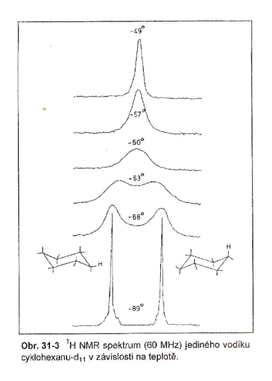 -49°
-57°
-60°
-63°
-68°
H
H
-89°
Obr. 31-3 ¹H NMR spektrum (60 MHz) jediného vodíku
cyklohexanu-d₁₁ v závislosti na teplotě.